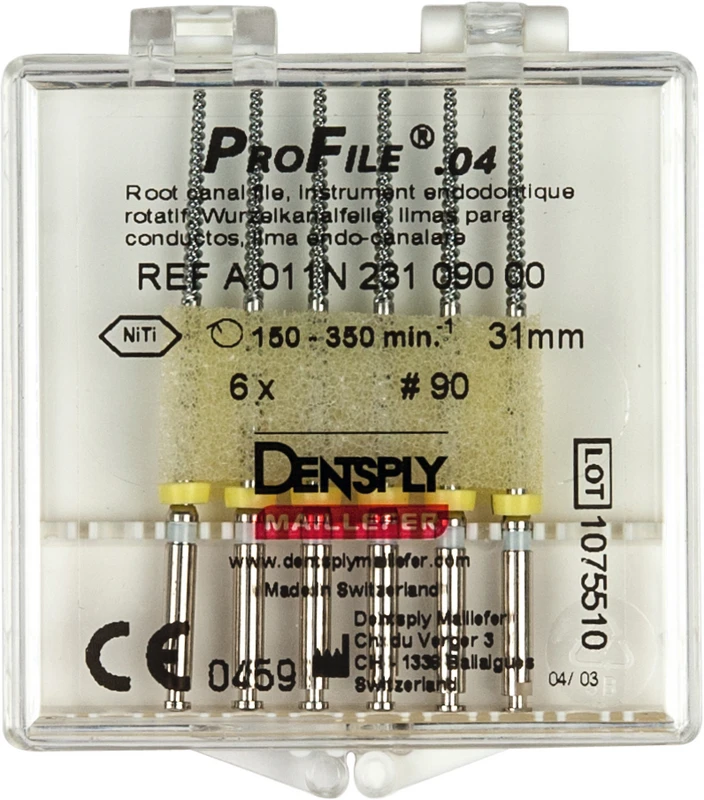 PROFILE® .04
Root canal file, instrument endodontique
rotatif, Wurzelkanalfeile, limas para
conductos, lima endo-canalare
REF A 011N 231 090 00
NiTi 150 - 350 min.⁻¹ 31mm
6 x # 90
DENTSPLY
MAILLEFER
www.dentsplymaillefer.com
Made in Switzerland
Dentsply Maillefer
Ch. du Verger 3
CH - 1338 Ballaigues
Switzerland
CE 0459
LOT 1075510
04/ 03